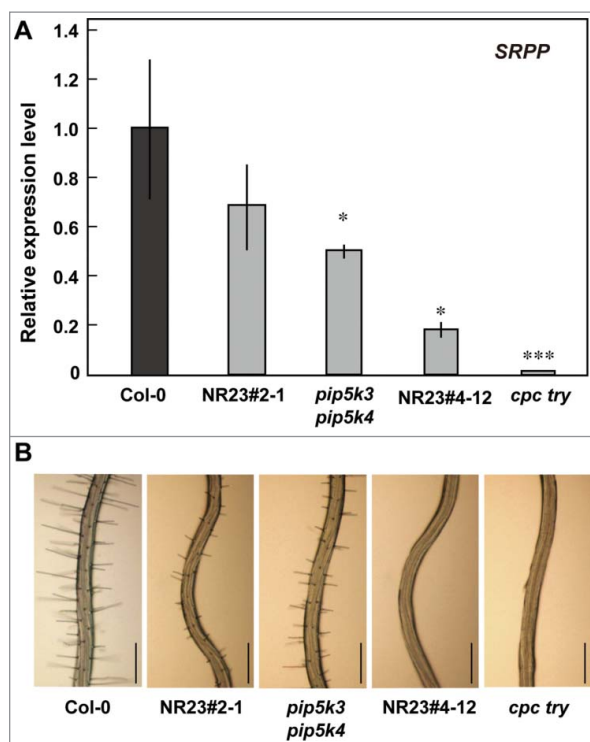 A
SRPP
Relative expression level
1.4
1.2
1.0
0.8
0.6
0.4
0.2
0
*
*
***
Col-0
NR23#2-1
pip5k3
pip5k4
NR23#4-12
cpc try
B
Col-0
NR23#2-1
pip5k3
pip5k4
NR23#4-12
cpc try